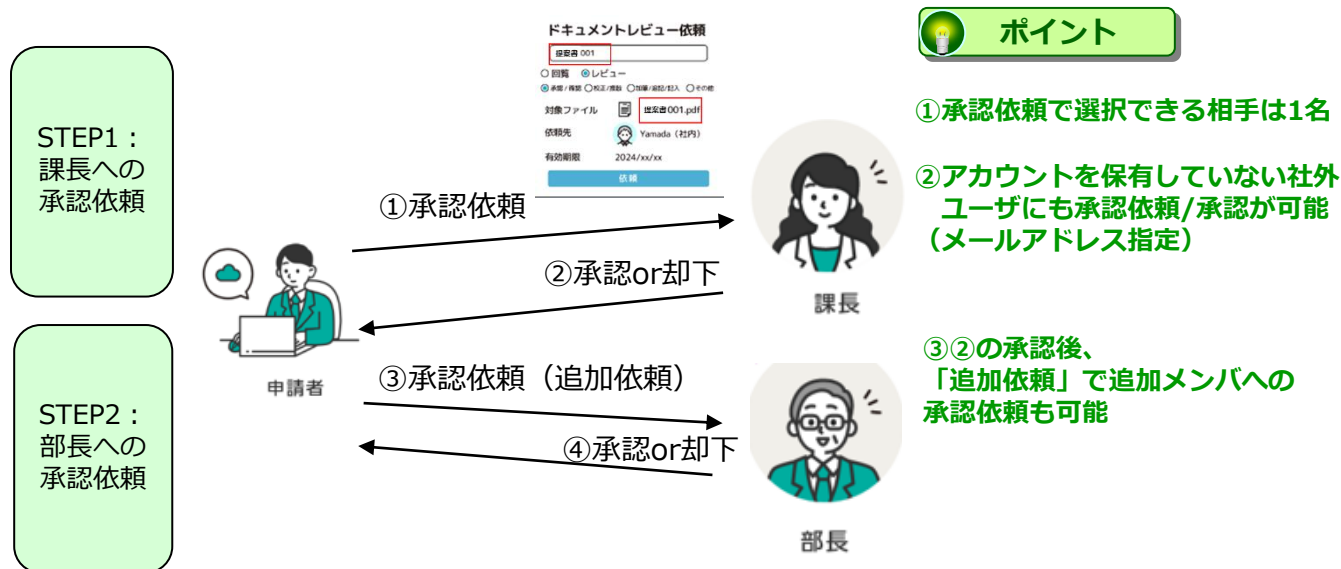 STEP1：
課長への
承認依頼
ドキュメントレビュー依頼
提案書 001
回覧 レビュー
承認/確認 校正/推敲 加筆/追記/記入 その他
対象ファイル 提案書001.pdf
依頼先 Yamada（社内）
有効期限 2024/xx/xx
依頼
①承認依頼
②承認or却下
課長
申請者
STEP2：
部長への
承認依頼
③承認依頼（追加依頼）
④承認or却下
部長
ポイント
①承認依頼で選択できる相手は1名
②アカウントを保有していない社外
ユーザにも承認依頼/承認が可能
（メールアドレス指定）
③②の承認後、
「追加依頼」で追加メンバへの
承認依頼も可能